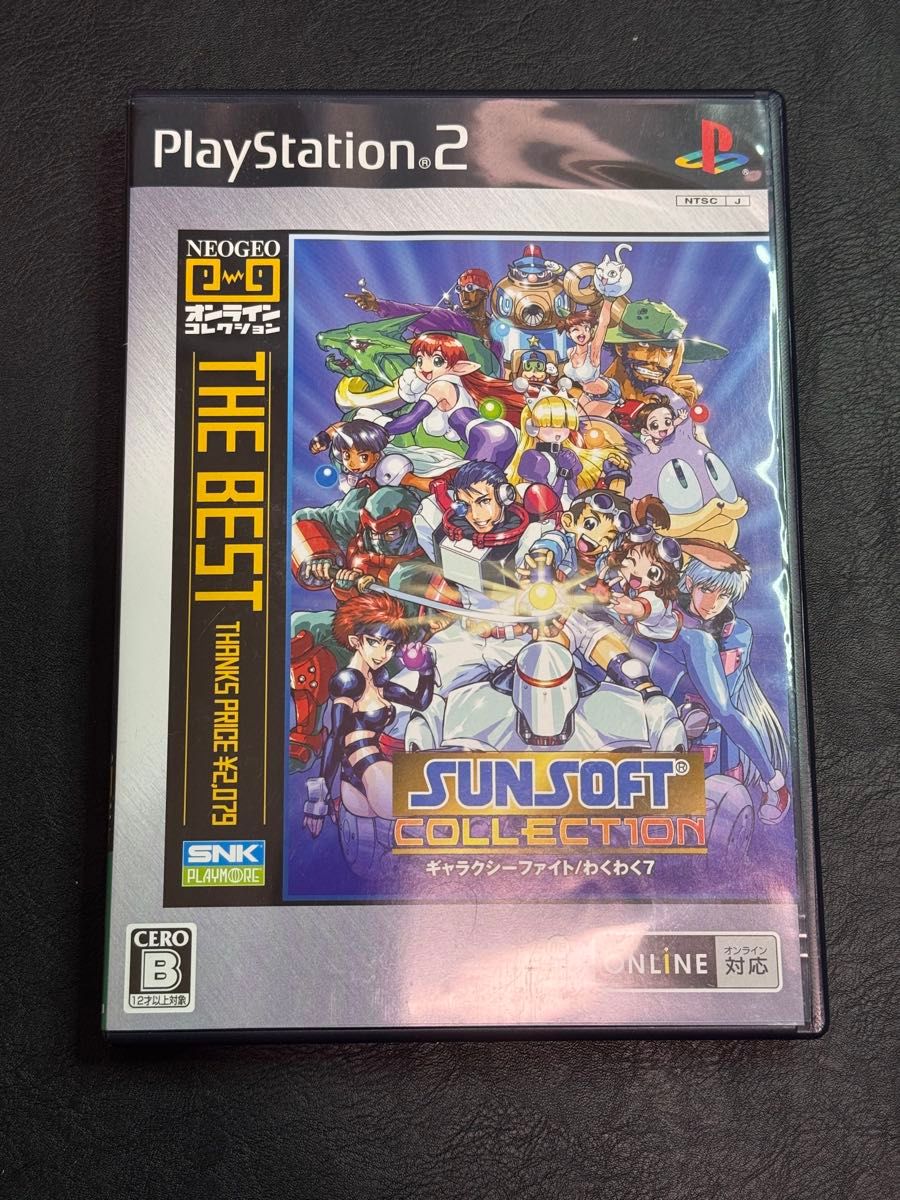 PlayStation®2
NTSC J
NEOGEO
オンライン
コレクション
THE BEST
THANKS PRICE ¥2,079
SNK
PLAYMORE
SUNSOFT®
COLLECTION
ギャラクシーファイト/わくわく7
CERO
B
12才以上対象
ONLINE
オンライン
対応